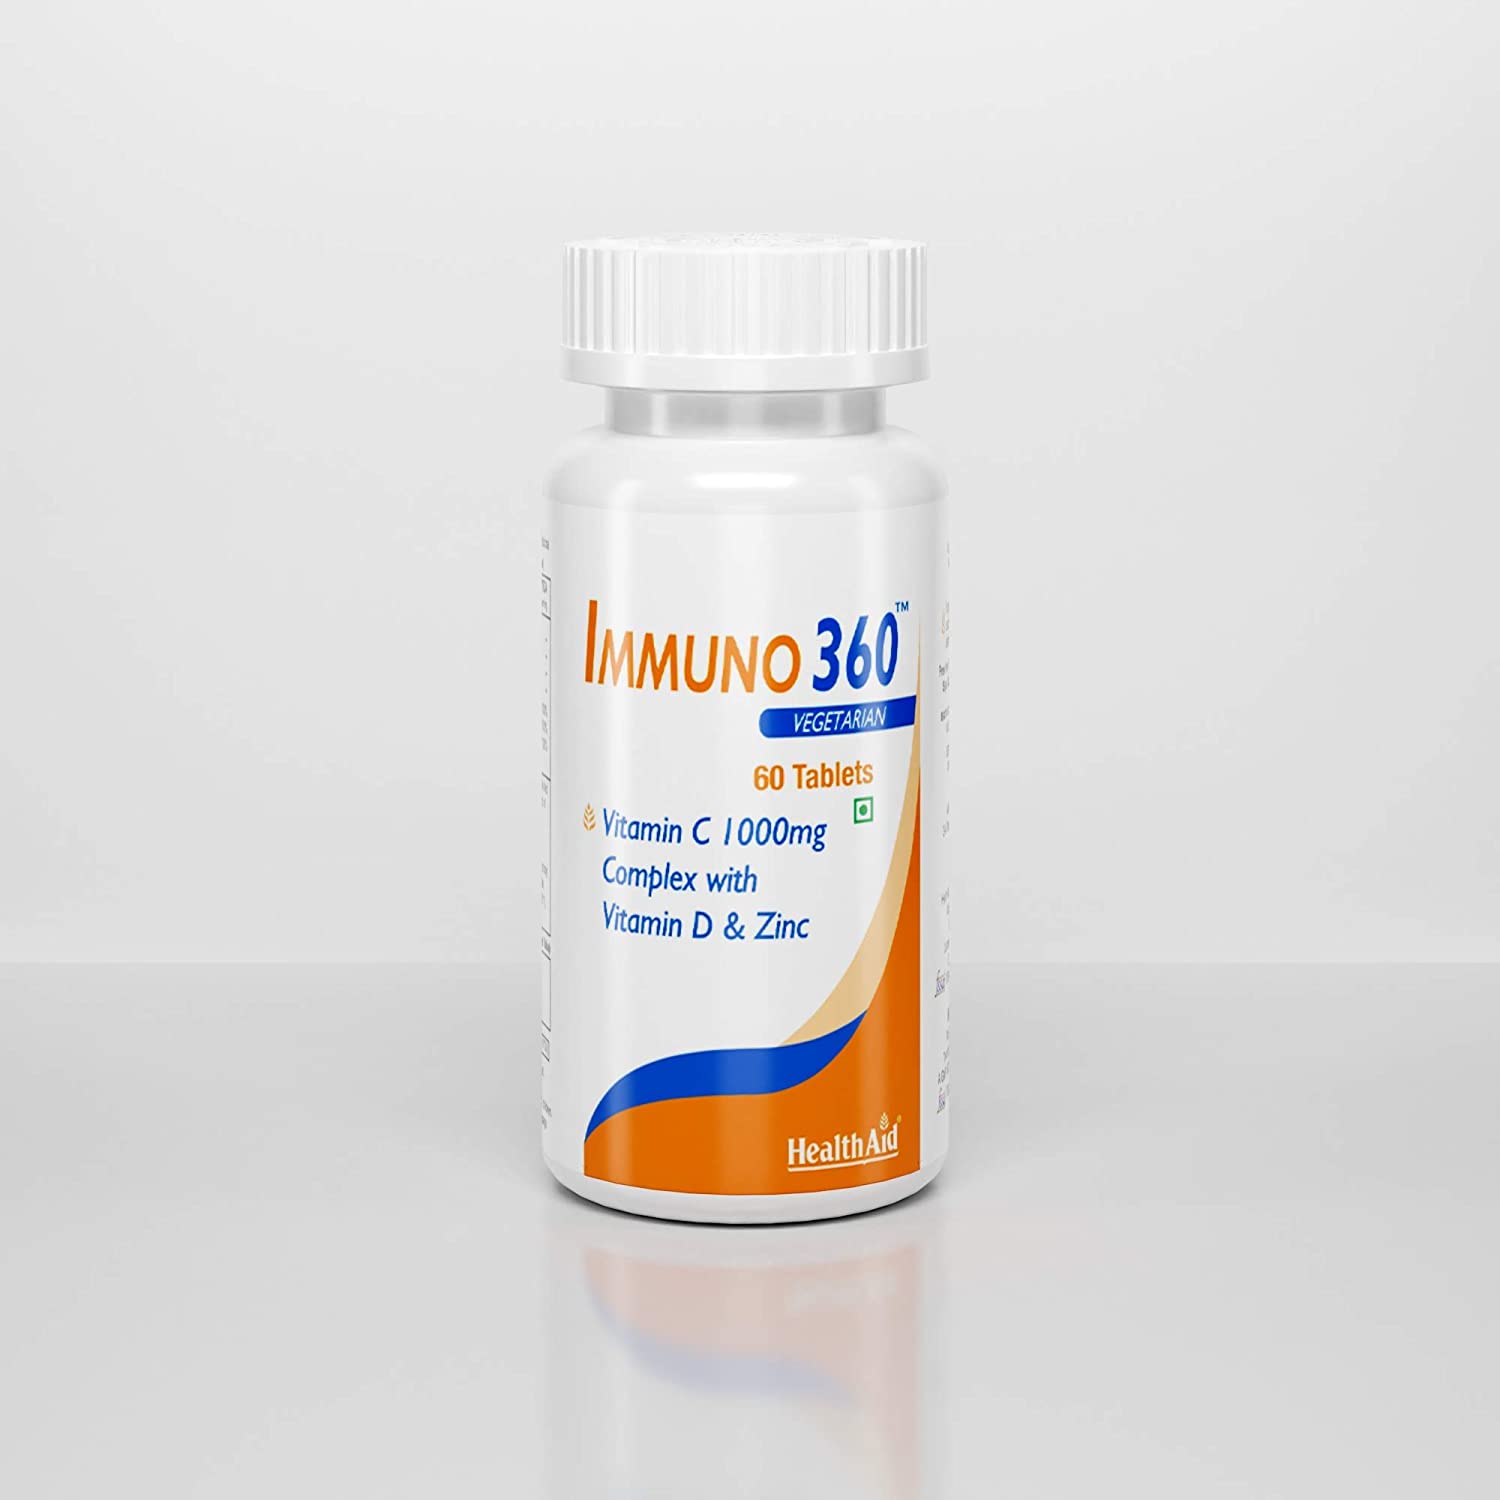 IMMUNO 360™
VEGETARIAN
60 Tablets
Vitamin C 1000mg
Complex with
Vitamin D & Zinc
HealthAid®